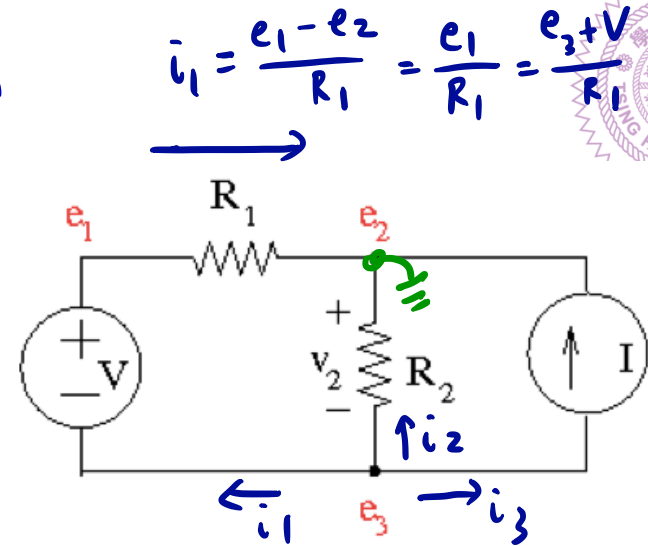 i₁ = (e₁ - e₂)/R₁ = e₁/R₁ = (e₃ + V)/R₁
R₁
e₁ e₂
+
+ V −
v₂ R₂
−
I
i₂
i₁ e₃ i₃